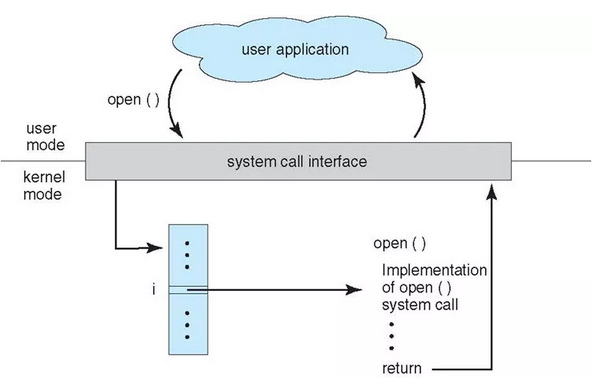 user application
open ( )
user
mode
system call interface
kernel
mode
open ( )
i
Implementation
of open ( )
system call
return